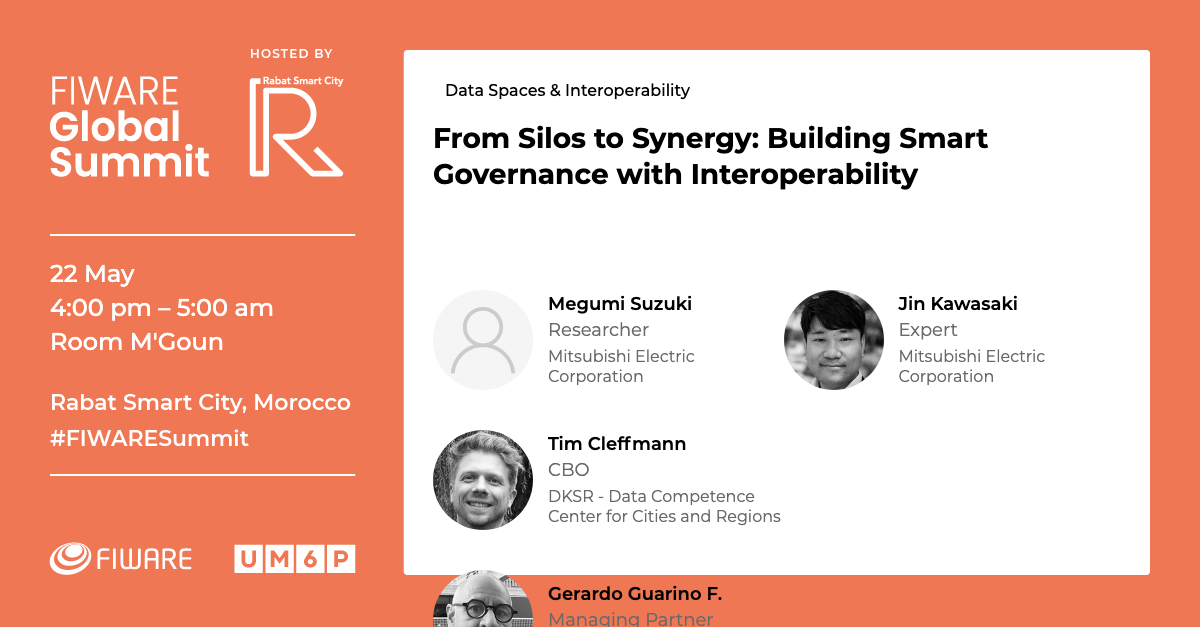 HOSTED BY
FIWARE
Global
Summit
Rabat Smart City
R
22 May
4:00 pm – 5:00 am
Room M'Goun
Rabat Smart City, Morocco
#FIWARESummit
FIWARE
UM6P
Data Spaces & Interoperability
From Silos to Synergy: Building Smart
Governance with Interoperability
Megumi Suzuki
Researcher
Mitsubishi Electric
Corporation
Jin Kawasaki
Expert
Mitsubishi Electric
Corporation
Tim Cleffmann
CBO
DKSR - Data Competence
Center for Cities and Regions
Gerardo Guarino F.
Managing Partner